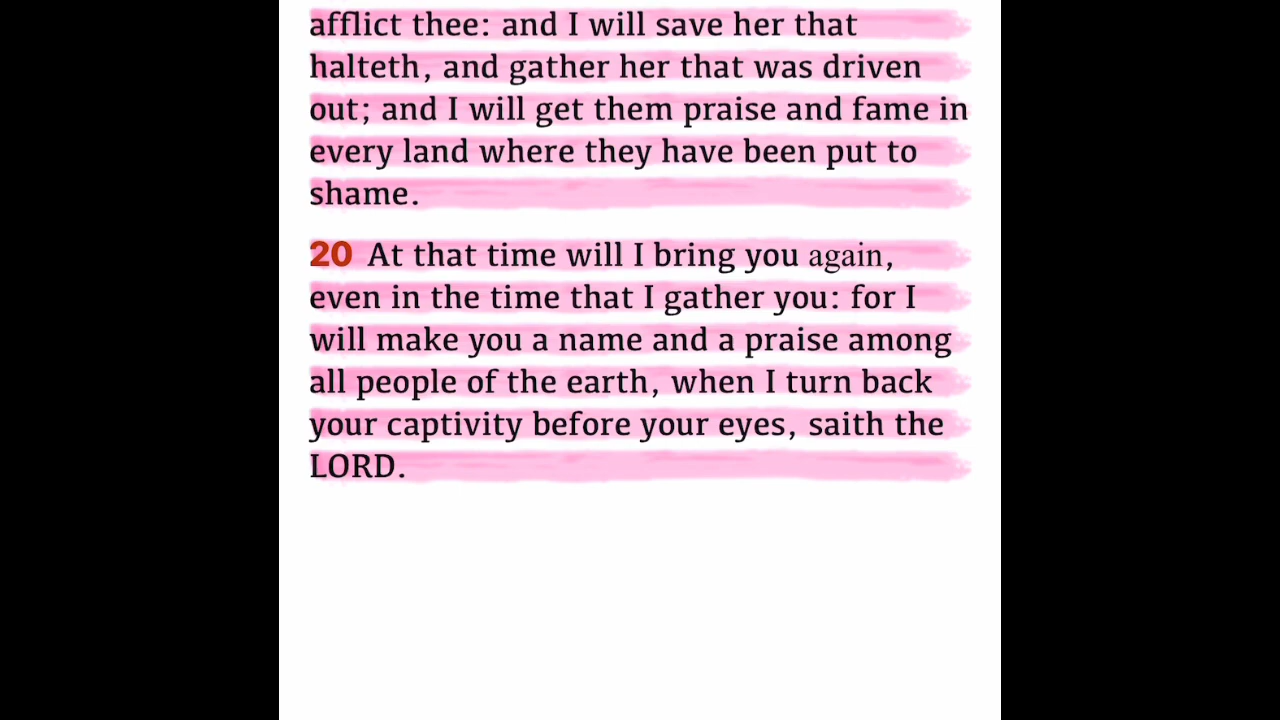 afflict thee: and I will save her that
halteth, and gather her that was driven
out; and I will get them praise and fame in
every land where they have been put to
shame.
20 At that time will I bring you again,
even in the time that I gather you: for I
will make you a name and a praise among
all people of the earth, when I turn back
your captivity before your eyes, saith the
LORD.